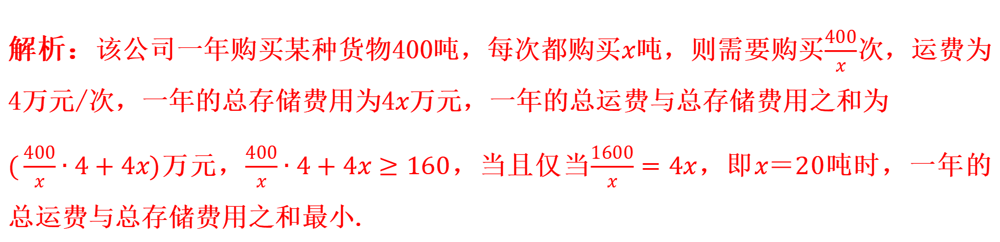 解析：该公司一年购买某种货物400吨，每次都购买x吨，则需要购买\frac{400}{x}次，运费为
4万元/次，一年的总存储费用为4x万元，一年的总运费与总存储费用之和为
(\frac{400}{x}·4+4x)万元，\frac{400}{x}·4+4x≥160，当且仅当\frac{1600}{x}=4x，即x＝20吨时，一年的
总运费与总存储费用之和最小．